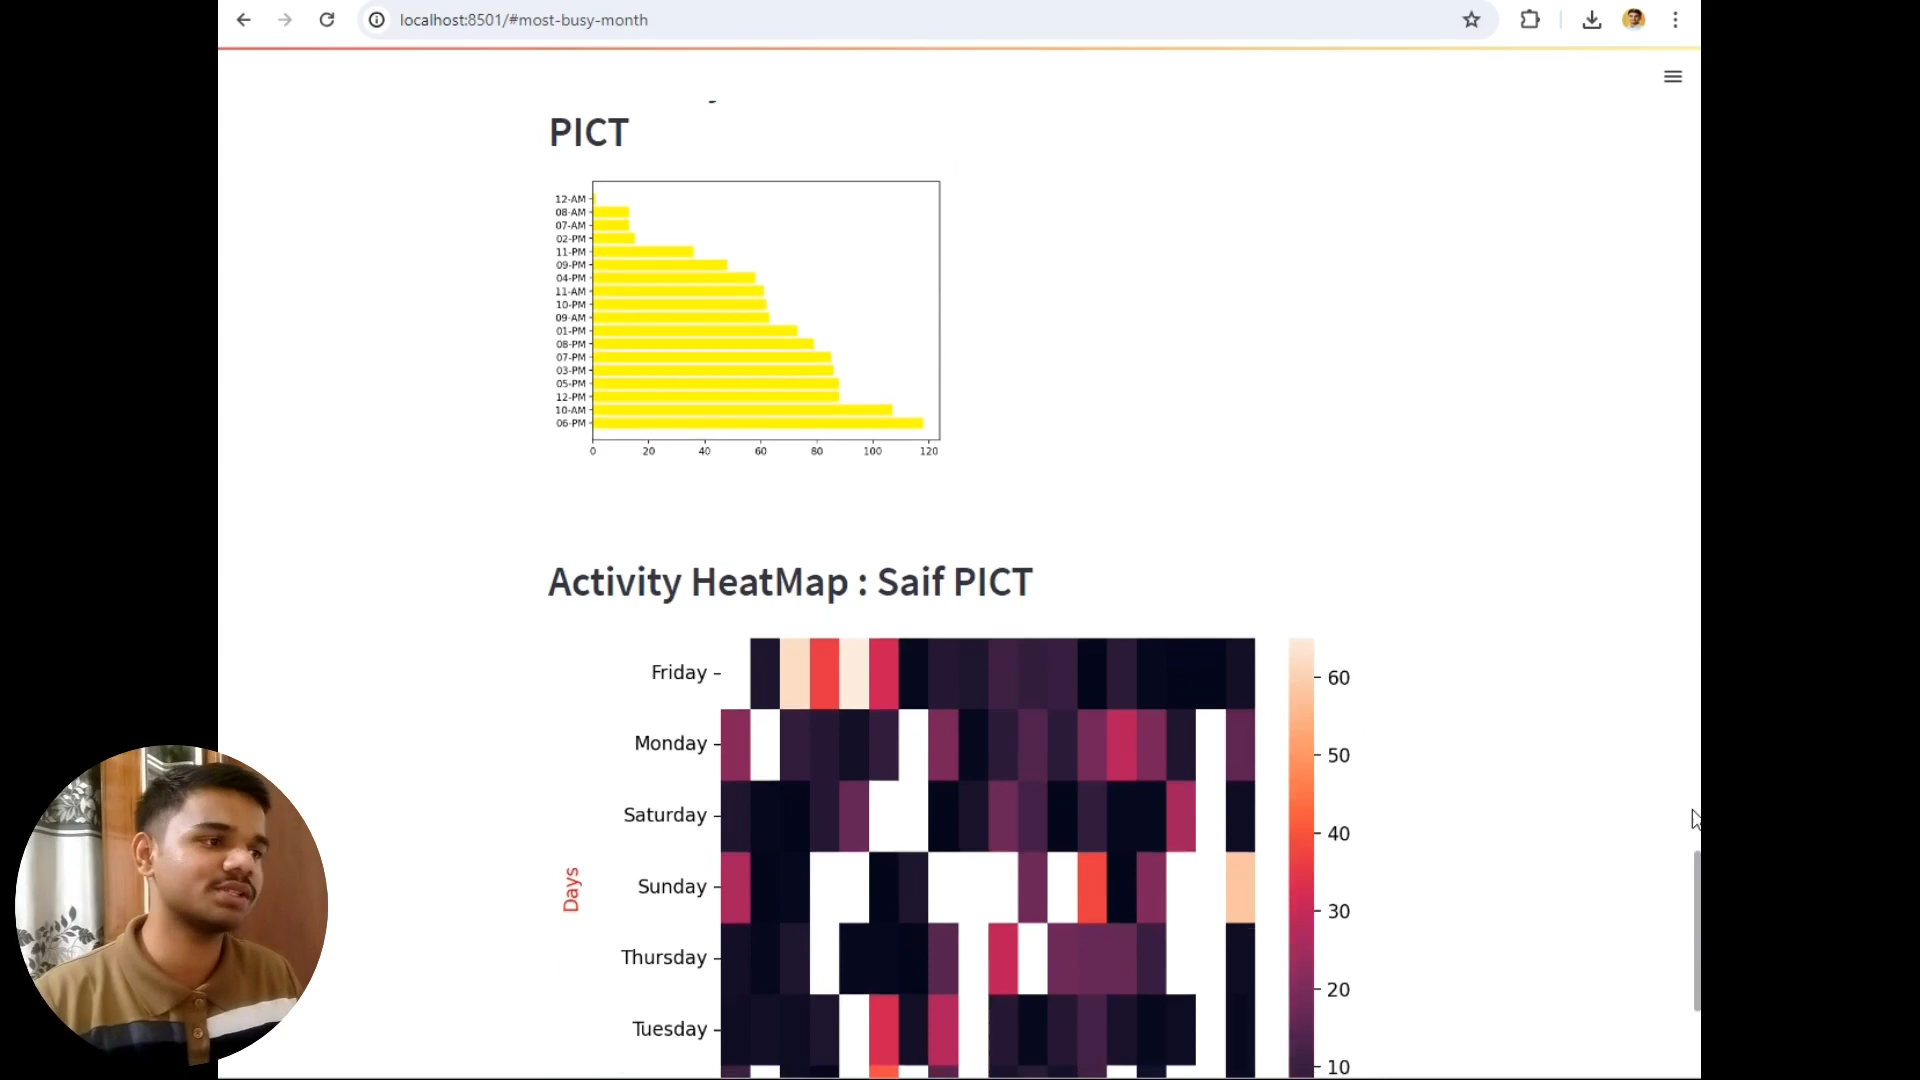 localhost:8501/#most-busy-month
PICT
12-AM
08-AM
07-AM
02-PM
11-PM
09-PM
04-PM
11-AM
10-PM
09-AM
01-PM
08-PM
07-PM
03-PM
05-PM
12-PM
10-AM
06-PM
0 20 40 60 80 100 120
Activity HeatMap : Saif PICT
Friday
Monday
Saturday
Sunday
Thursday
Tuesday
Days
60
50
40
30
20
10